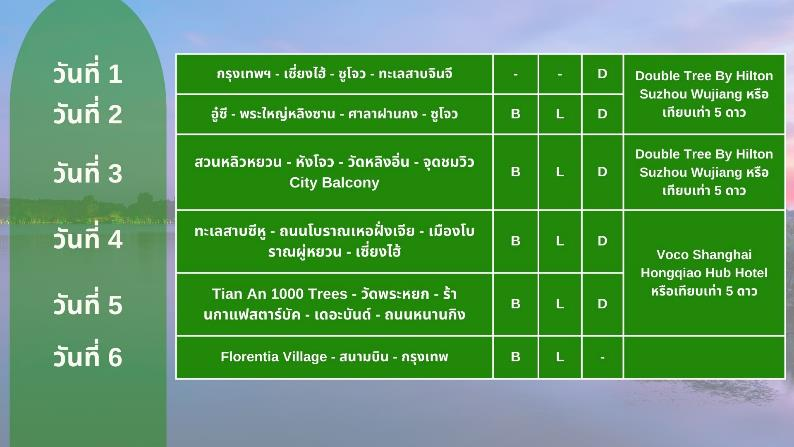 วันที่ 1
กรุงเทพฯ - เซี่ยงไฮ้ - ซูโจว - ทะเลสาบจินจี
-
-
D
Double Tree By Hilton
Suzhou Wujiang หรือ
เทียบเท่า 5 ดาว
วันที่ 2
อู๋ซี - พระใหญ่หลิงซาน - ศาลาฝานกง - ซูโจว
B
L
D
วันที่ 3
สวนหลิวหยวน - หังโจว - วัดหลิงอิ่น - จุดชมวิว
City Balcony
B
L
D
Double Tree By Hilton
Suzhou Wujiang หรือ
เทียบเท่า 5 ดาว
วันที่ 4
ทะเลสาบซีหู - ถนนโบราณเหอฝั่งเจีย - เมืองโบ
ราณผู่หยวน - เซี่ยงไฮ้
B
L
D
Voco Shanghai
Hongqiao Hub Hotel
หรือเทียบเท่า 5 ดาว
วันที่ 5
Tian An 1000 Trees - วัดพระหยก - ร้า
นกาแฟสตาร์บัค - เดอะบันด์ - ถนนหนานกิง
B
L
D
วันที่ 6
Florentia Village - สนามบิน - กรุงเทพ
B
L
-